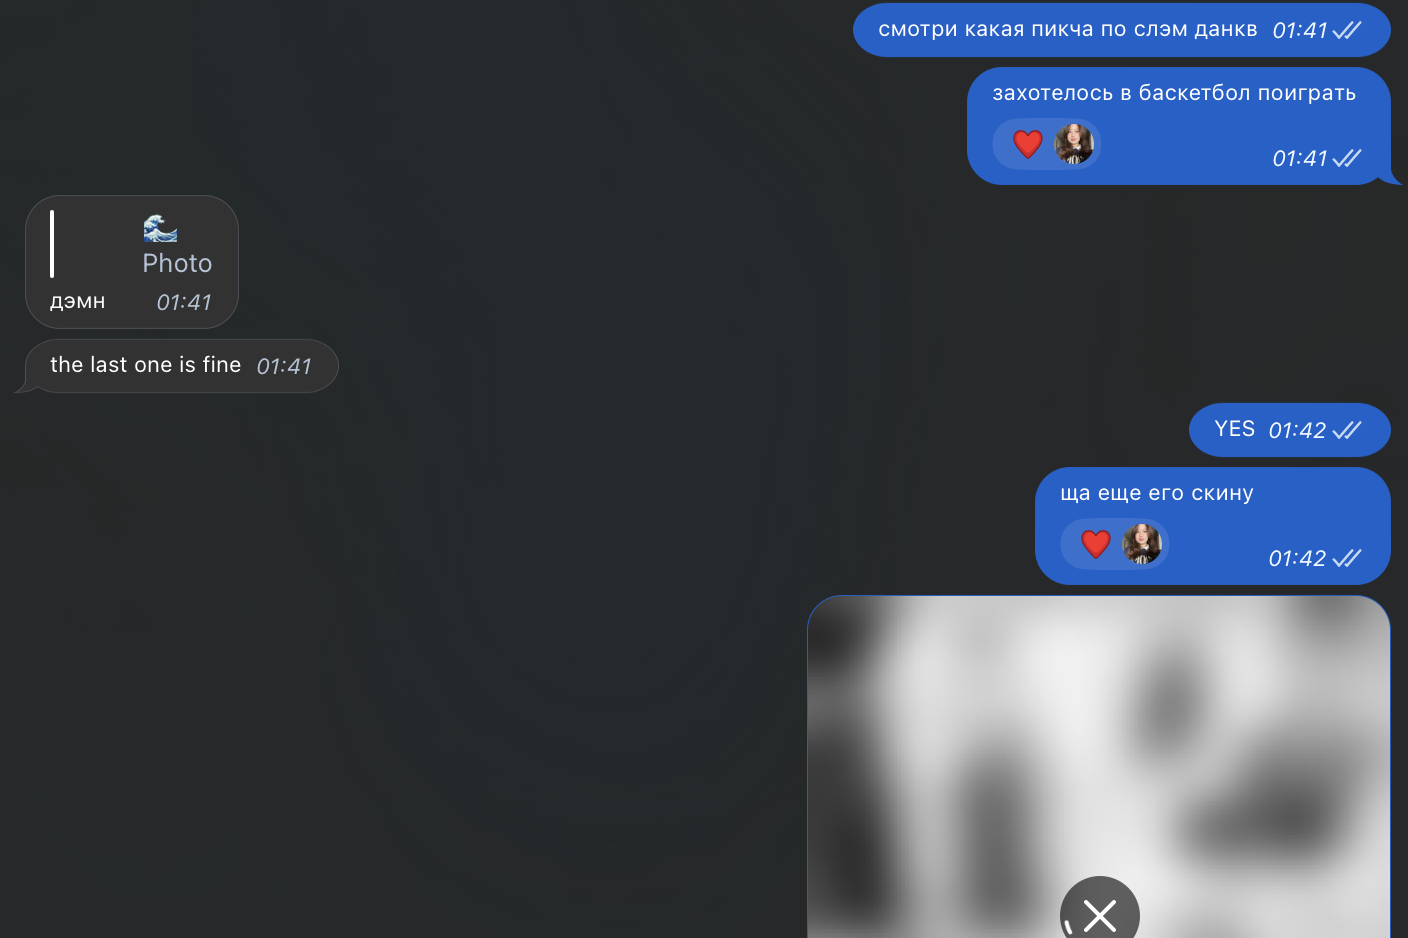 смотри какая пикча по слэм данкв 01:41
захотелось в баскетбол поиграть
01:41
Photo
дэмн 01:41
the last one is fine 01:41
YES 01:42
ща еще его скину
01:42